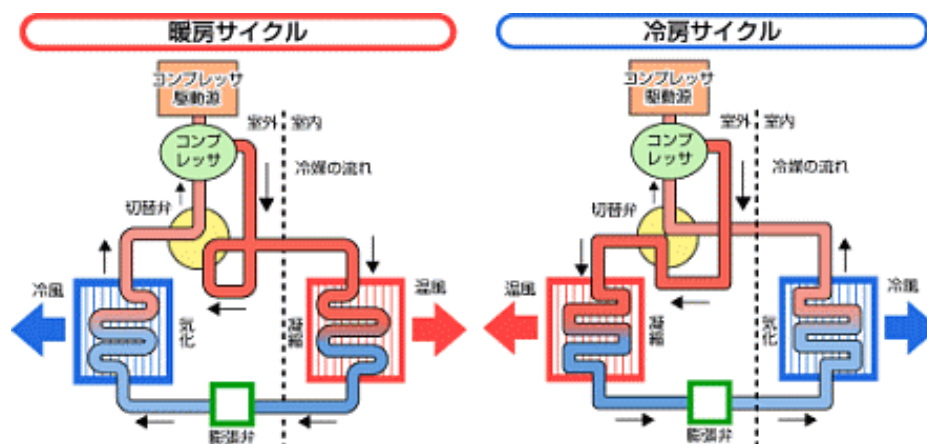 暖房サイクル
コンプレッサ
駆動源
コンプ
レッサ
室外
室内
冷媒の流れ
切替弁
冷風
気化
凝縮
温風
膨張弁
冷房サイクル
コンプレッサ
駆動源
コンプ
レッサ
室外
室内
冷媒の流れ
切替弁
温風
凝縮
気化
冷風
膨張弁